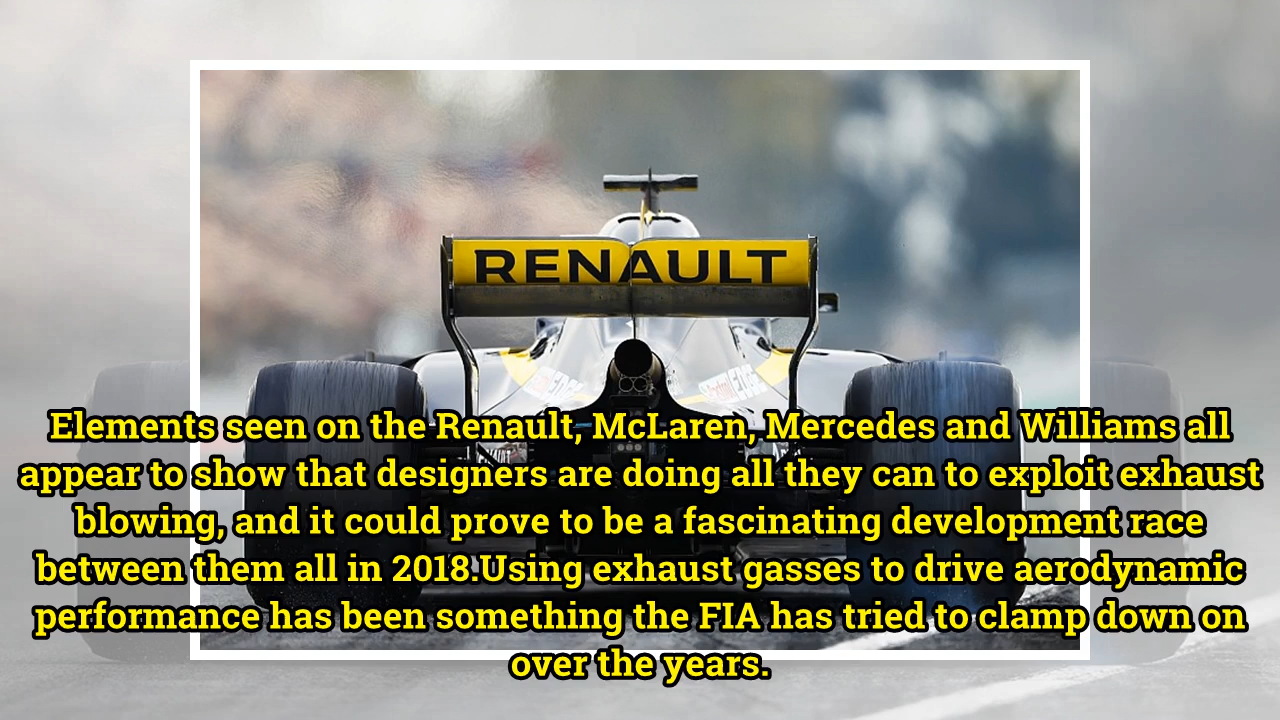 RENAULT
Elements seen on the Renault, McLaren, Mercedes and Williams all
appear to show that designers are doing all they can to exploit exhaust
blowing, and it could prove to be a fascinating development race
between them all in 2018.Using exhaust gasses to drive aerodynamic
performance has been something the FIA has tried to clamp down on
over the years.